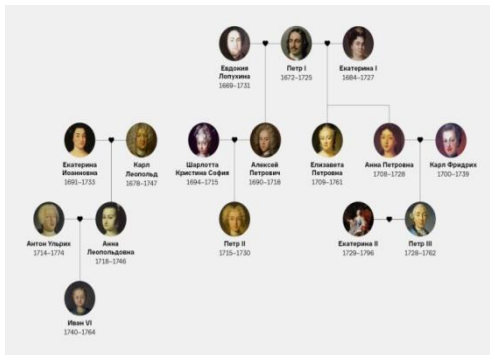 Евдокия
Лопухина
1669–1731
Петр I
1672–1725
Екатерина I
1684–1727
Екатерина
Иоанновна
1691–1733
Карл
Леопольд
1678–1747
Шарлотта
Кристина София
1694–1715
Алексей
Петрович
1690–1718
Елизавета
Петровна
1709–1761
Анна Петровна
1708–1728
Карл Фридрих
1700–1739
Антон Ульрих
1714–1774
Анна
Леопольдовна
1718–1746
Петр II
1715–1730
Екатерина II
1729–1796
Петр III
1728–1762
Иван VI
1740–1764